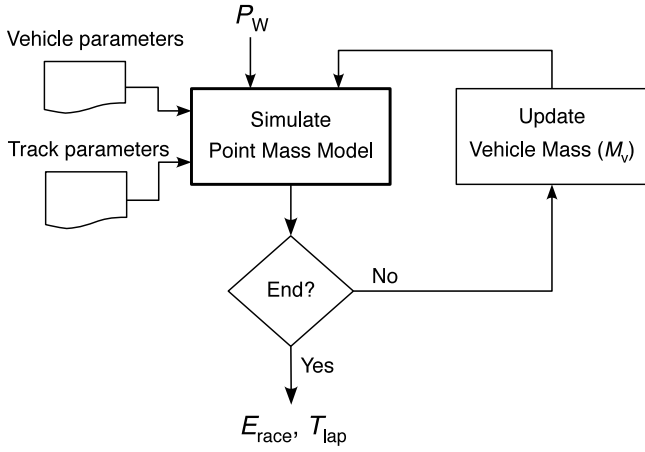 P_W
Vehicle parameters
Track parameters
Simulate
Point Mass Model
Update
Vehicle Mass (M_v)
End?
No
Yes
E_race, T_lap